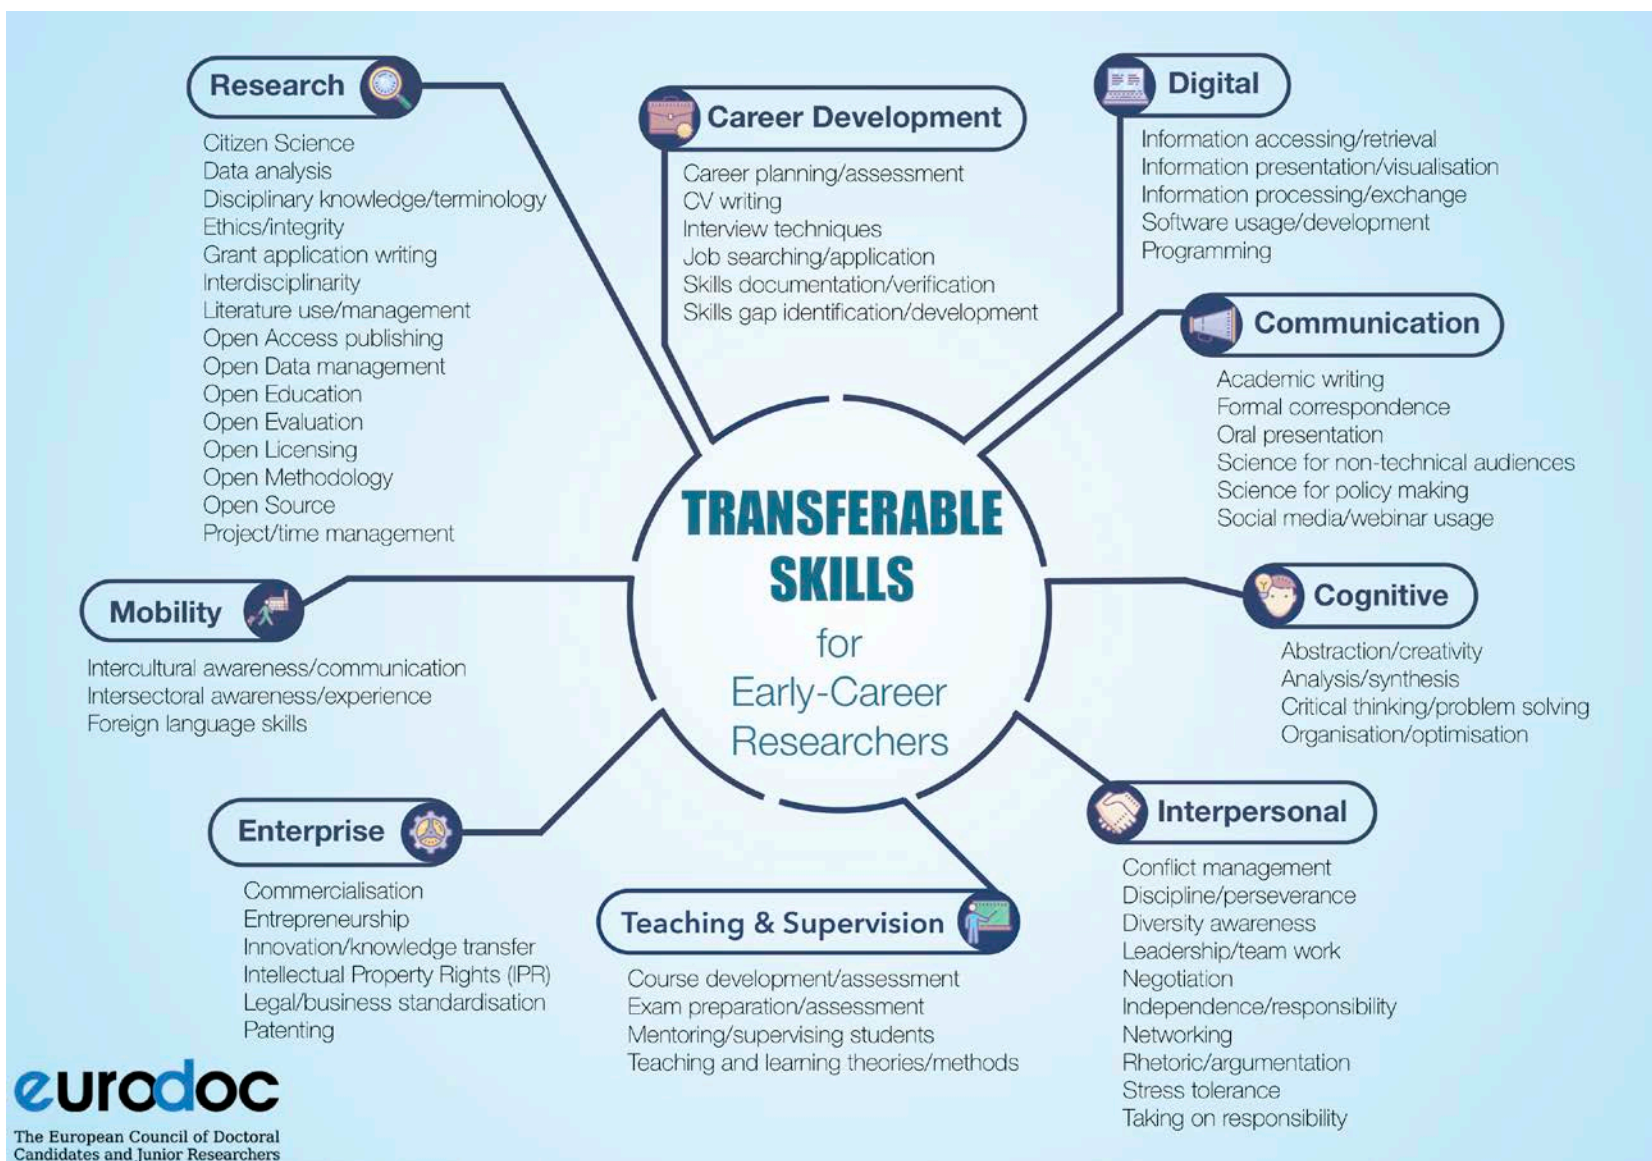 Research
Citizen Science
Data analysis
Disciplinary knowledge/terminology
Ethics/integrity
Grant application writing
Interdisciplinarity
Literature use/management
Open Access publishing
Open Data management
Open Education
Open Evaluation
Open Licensing
Open Methodology
Open Source
Project/time management
Career Development
Career planning/assessment
CV writing
Interview techniques
Job searching/application
Skills documentation/verification
Skills gap identification/development
Digital
Information accessing/retrieval
Information presentation/visualisation
Information processing/exchange
Software usage/development
Programming
Communication
Academic writing
Formal correspondence
Oral presentation
Science for non-technical audiences
Science for policy making
Social media/webinar usage
TRANSFERABLE
SKILLS
for
Early-Career
Researchers
Mobility
Intercultural awareness/communication
Intersectoral awareness/experience
Foreign language skills
Cognitive
Abstraction/creativity
Analysis/synthesis
Critical thinking/problem solving
Organisation/optimisation
Enterprise
Commercialisation
Entrepreneurship
Innovation/knowledge transfer
Intellectual Property Rights (IPR)
Legal/business standardisation
Patenting
Teaching & Supervision
Course development/assessment
Exam preparation/assessment
Mentoring/supervising students
Teaching and learning theories/methods
Interpersonal
Conflict management
Discipline/perseverance
Diversity awareness
Leadership/team work
Negotiation
Independence/responsibility
Networking
Rhetoric/argumentation
Stress tolerance
Taking on responsibility
eurodoc
The European Council of Doctoral
Candidates and Junior Researchers